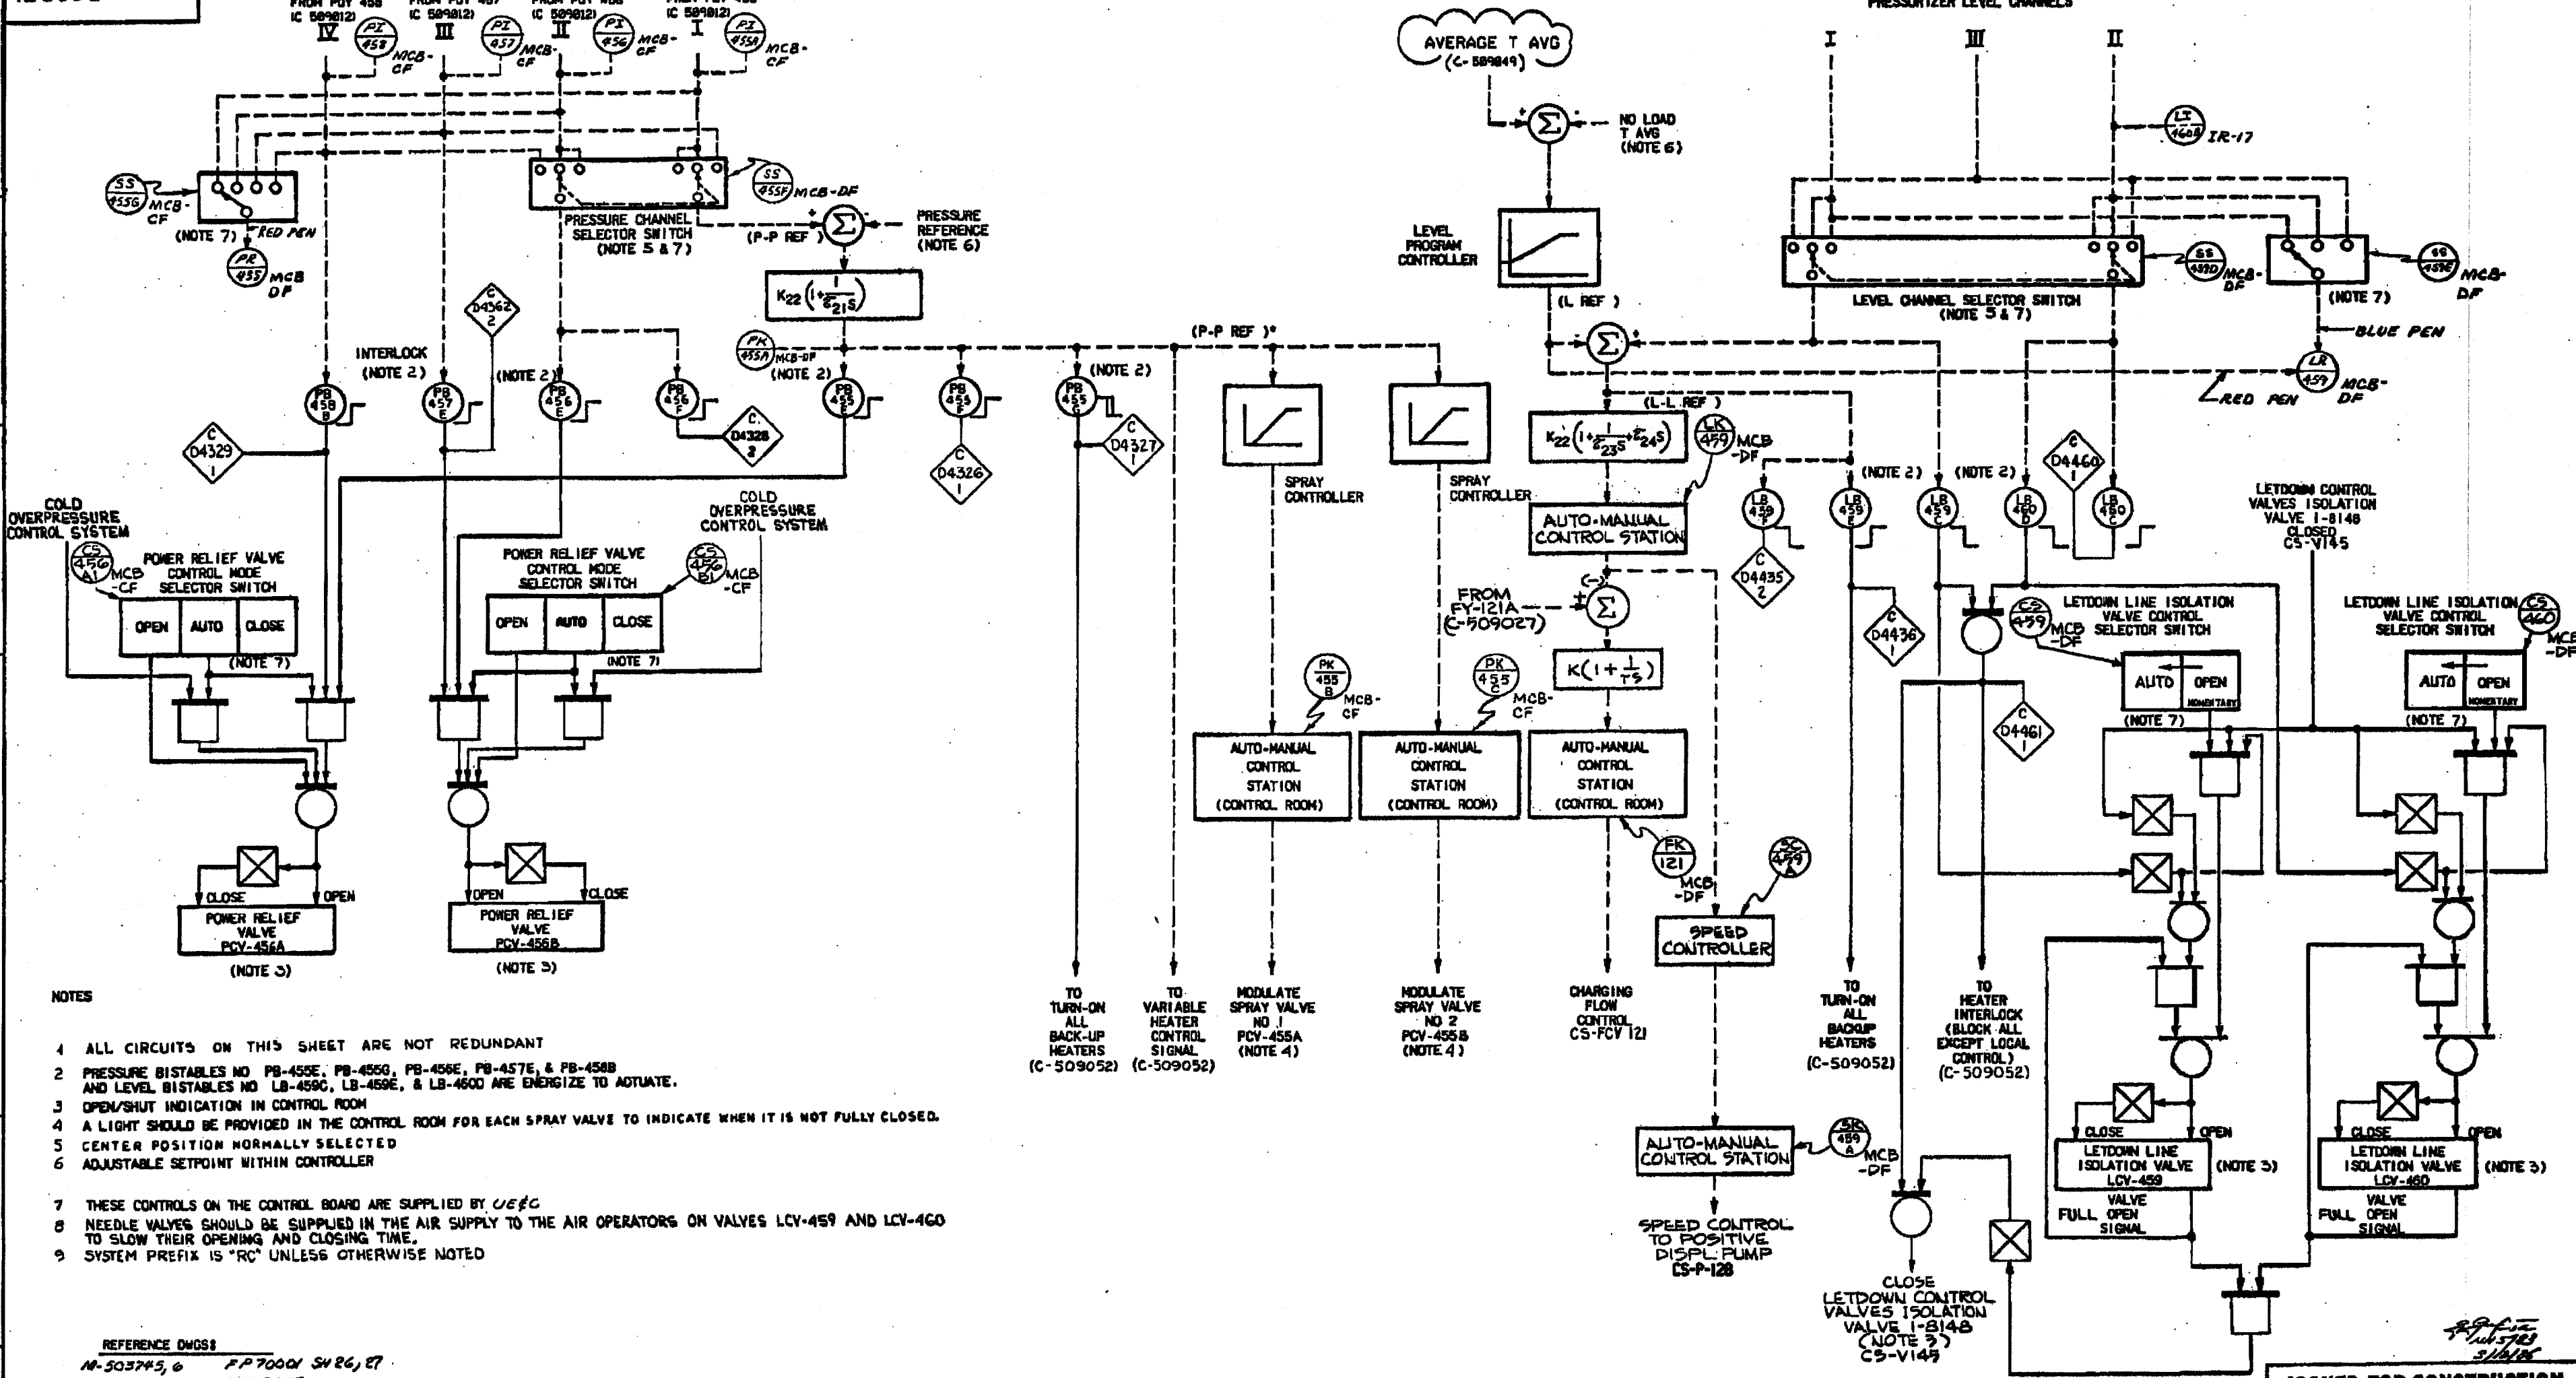 (C 509012)
(C 509012)
(C 509012)
(C 509012)
IV
III
II
I
PI 458
MCB-CF
PI 457
MCB-CF
PI 456
MCB-CF
PI 455A
MCB-CF
AVERAGE T AVG
(C-509049)
PRESSURIZER LEVEL CHANNELS
I
III
II
LI 460B
IR-17
Σ
NO LOAD
T AVG
(NOTE 6)
SS 455G
MCB-CF
(NOTE 7)
RED PEN
PR 455
MCB DF
SS 455F
MCB-DF
PRESSURE CHANNEL
SELECTOR SWITCH
(NOTE 5 & 7)
(P-P REF )
Σ
PRESSURE
REFERENCE
(NOTE 6)
K22 (1+ 1/τ21S)
LEVEL
PROGRAM
CONTROLLER
(L REF )
SS 459D
MCB-DF
LEVEL CHANNEL SELECTOR SWITCH
(NOTE 5 & 7)
SS 459E
MCB-DF
(NOTE 7)
BLUE PEN
LR 459
MCB-DF
RED PEN
INTERLOCK
(NOTE 2)
C D4362 2
(NOTE 2)
PK 455A
MCB-DF
(NOTE 2)
(P-P REF )*
(NOTE 2)
PB 458 B
PB 457 E
PB 456 E
PB 456 F
PB 455 E
PB 455 F
PB 455 G
C D4329 1
C D4328 2
C D4326 1
C D4327 1
SPRAY
CONTROLLER
SPRAY
CONTROLLER
Σ
(L-L REF )
K22 (1+ 1/τ23S +τ24S)
LK 459
MCB-DF
AUTO-MANUAL
CONTROL STATION
LB 459 F
LB 459 E
(NOTE 2)
LB 459 C
(NOTE 2)
LB 460 D
LB 460 C
C D4460 1
C D4435 2
C D4436 1
LETDOWN CONTROL
VALVES ISOLATION
VALVE 1-8148
CLOSED
CS-V145
COLD
OVERPRESSURE
CONTROL SYSTEM
CS 456 A1
MCB-CF
POWER RELIEF VALVE
CONTROL MODE
SELECTOR SWITCH
OPEN AUTO CLOSE
(NOTE 7)
COLD
OVERPRESSURE
CONTROL SYSTEM
POWER RELIEF VALVE
CONTROL MODE
SELECTOR SWITCH
CS 456 B1
MCB-CF
OPEN AUTO CLOSE
(NOTE 7)
FROM
FY-121A
(C-509027)
(-)
Σ
K(1+ 1/τS)
CS 459
MCB-DF
LETDOWN LINE ISOLATION
VALVE CONTROL
SELECTOR SWITCH
AUTO OPEN
MOMENTARY
(NOTE 7)
LETDOWN LINE ISOLATION
VALVE CONTROL
SELECTOR SWITCH
CS 460
MCB-DF
AUTO OPEN
MOMENTARY
(NOTE 7)
C D4461 1
PK 455 B
MCB-CF
PK 455 C
MCB-CF
AUTO-MANUAL
CONTROL
STATION
(CONTROL ROOM)
AUTO-MANUAL
CONTROL
STATION
(CONTROL ROOM)
AUTO-MANUAL
CONTROL
STATION
(CONTROL ROOM)
FK 121
MCB-DF
SC 459 A
SPEED
CONTROLLER
CLOSE OPEN
POWER RELIEF
VALVE
PCV-456A
(NOTE 3)
OPEN CLOSE
POWER RELIEF
VALVE
PCV-456B
(NOTE 3)
TO
TURN-ON
ALL
BACK-UP
HEATERS
(C-509052)
TO
VARIABLE
HEATER
CONTROL
SIGNAL
(C-509052)
MODULATE
SPRAY VALVE
NO 1
PCV-455A
(NOTE 4)
MODULATE
SPRAY VALVE
NO 2
PCV-455B
(NOTE 4)
CHARGING
FLOW
CONTROL
CS-FCV 121
TO
TURN-ON
ALL
BACKUP
HEATERS
(C-509052)
TO
HEATER
INTERLOCK
(BLOCK ALL
EXCEPT LOCAL
CONTROL)
(C-509052)
AUTO-MANUAL
CONTROL STATION
SK 459 A
MCB-DF
SPEED CONTROL
TO POSITIVE
DISPL PUMP
CS-P-128
CLOSE OPEN
LETDOWN LINE
ISOLATION VALVE
LCV-459
(NOTE 3)
VALVE
FULL OPEN
SIGNAL
CLOSE OPEN
LETDOWN LINE
ISOLATION VALVE
LCV-460
(NOTE 3)
VALVE
FULL OPEN
SIGNAL
CLOSE
LETDOWN CONTROL
VALVES ISOLATION
VALVE 1-8148
(NOTE 3)
CS-V145
NOTES
1 ALL CIRCUITS ON THIS SHEET ARE NOT REDUNDANT
2 PRESSURE BISTABLES NO PB-455E, PB-455G, PB-456E, PB-457E, & PB-458B
AND LEVEL BISTABLES NO LB-459C, LB-459E, & LB-460D ARE ENERGIZE TO ACTUATE.
3 OPEN/SHUT INDICATION IN CONTROL ROOM
4 A LIGHT SHOULD BE PROVIDED IN THE CONTROL ROOM FOR EACH SPRAY VALVE TO INDICATE WHEN IT IS NOT FULLY CLOSED.
5 CENTER POSITION NORMALLY SELECTED
6 ADJUSTABLE SETPOINT WITHIN CONTROLLER
7 THESE CONTROLS ON THE CONTROL BOARD ARE SUPPLIED BY UE&C
8 NEEDLE VALVES SHOULD BE SUPPLIED IN THE AIR SUPPLY TO THE AIR OPERATORS ON VALVES LCV-459 AND LCV-460
TO SLOW THEIR OPENING AND CLOSING TIME.
9 SYSTEM PREFIX IS "RC" UNLESS OTHERWISE NOTED
REFERENCE DWGS:
M-503745, 6 FP 70001 SH 26, 27